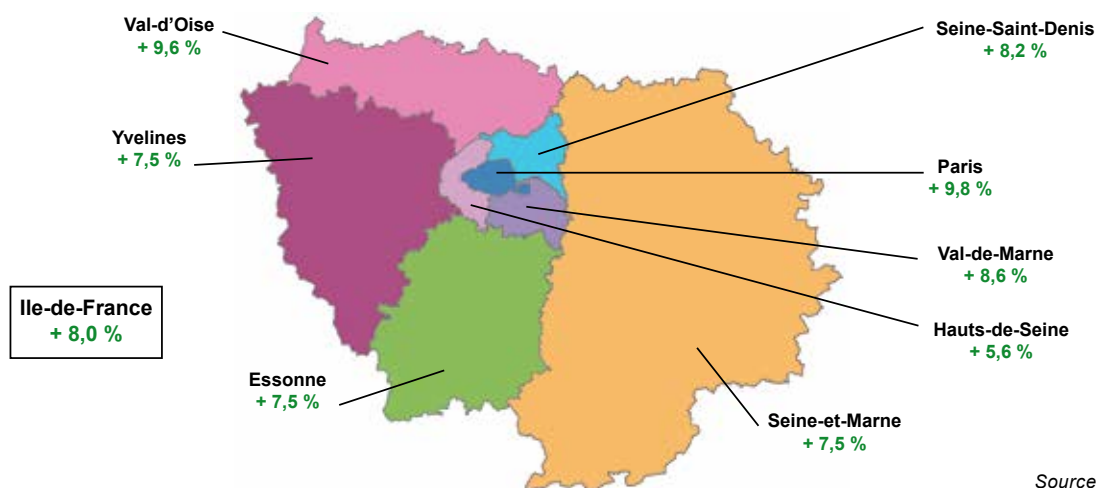 Val-d'Oise
+ 9,6 %
Seine-Saint-Denis
+ 8,2 %
Yvelines
+ 7,5 %
Paris
+ 9,8 %
Val-de-Marne
+ 8,6 %
Ile-de-France
+ 8,0 %
Hauts-de-Seine
+ 5,6 %
Essonne
+ 7,5 %
Seine-et-Marne
+ 7,5 %
Source